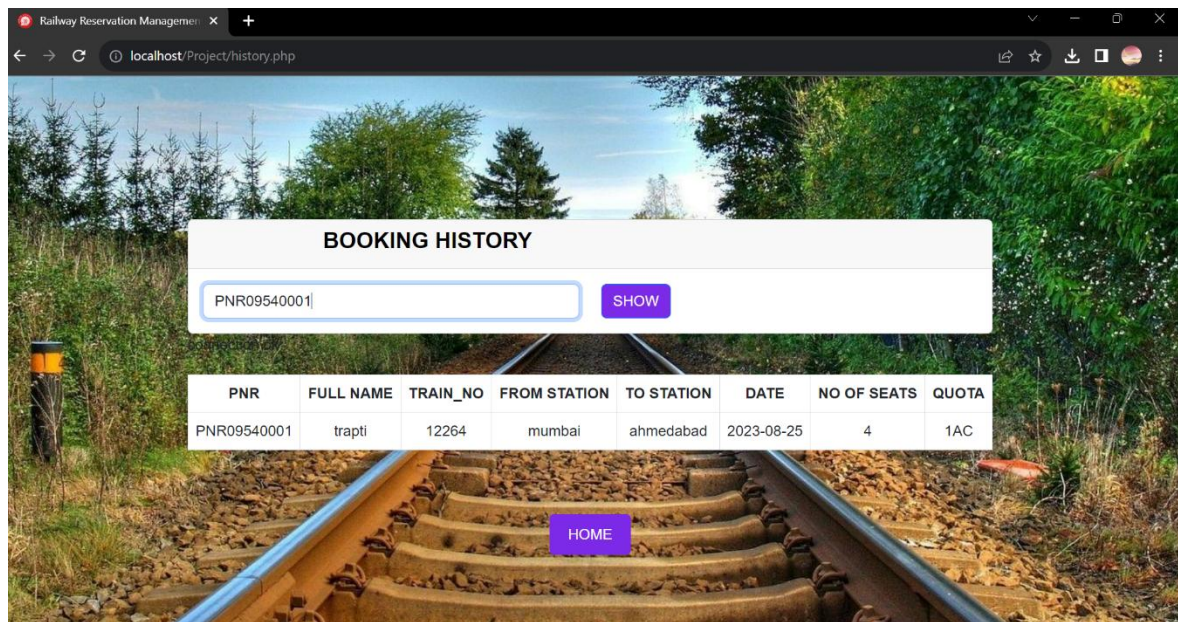 Railway Reservation Managemen
localhost/Project/history.php
BOOKING HISTORY
PNR09540001
SHOW
PNR FULL NAME TRAIN_NO FROM STATION TO STATION DATE NO OF SEATS QUOTA
PNR09540001 trapti 12264 mumbai ahmedabad 2023-08-25 4 1AC
HOME